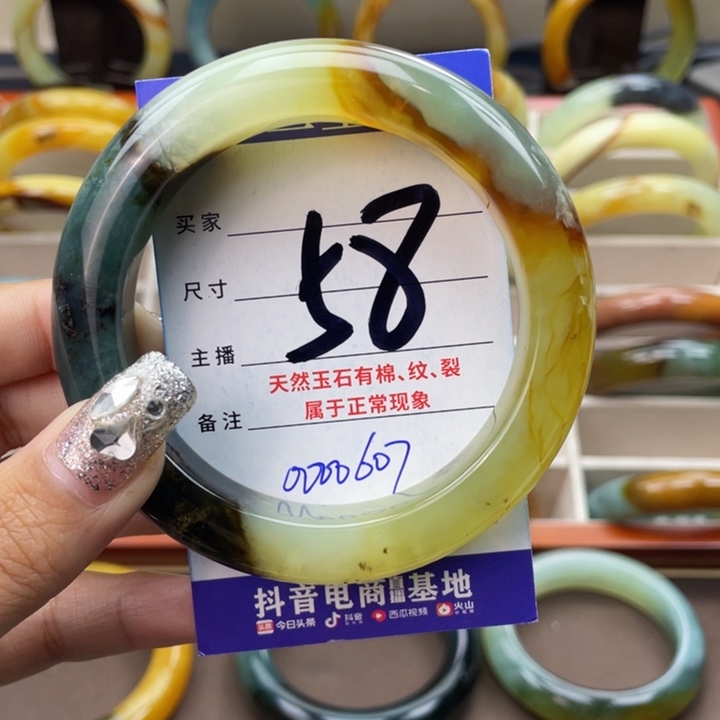 买家
尺寸
58
主播
天然玉石有棉、纹、裂
属于正常现象
备注
0000607
抖音电商直播基地
今日头条 抖音 西瓜视频 火山